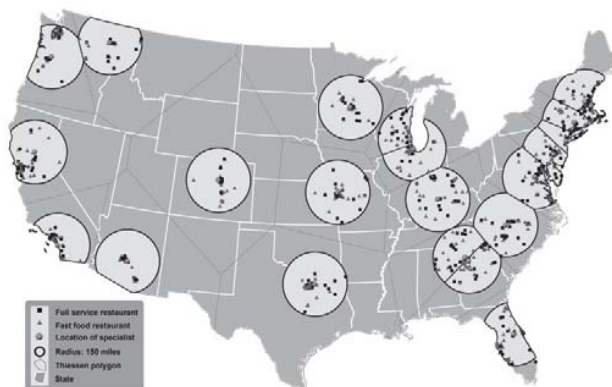 Full service restaurant
Fast food restaurant
Location of specialist
Radius: 150 miles
Thiessen polygon
State